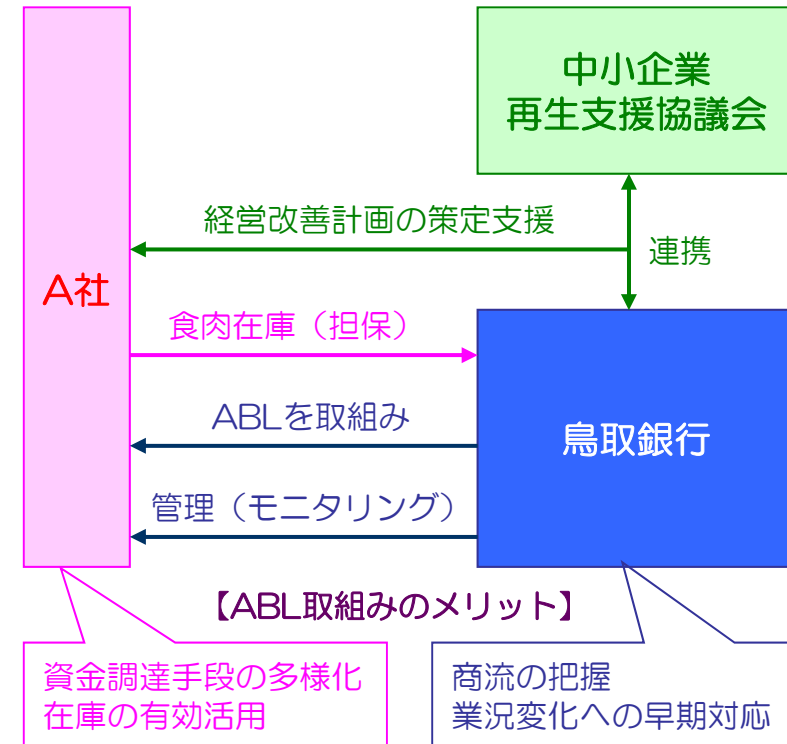 中小企業
再生支援協議会
経営改善計画の策定支援
連携
A社
食肉在庫（担保）
ABLを取組み
鳥取銀行
管理（モニタリング）
【ABL取組みのメリット】
資金調達手段の多様化
在庫の有効活用
商流の把握
業況変化への早期対応